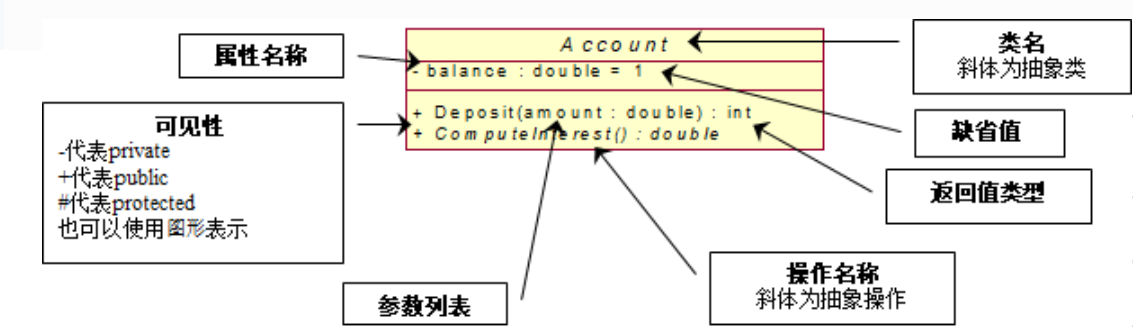 属性名称
Account
类名
斜体为抽象类
- balance : double = 1
可见性
-代表private
+代表public
#代表protected
也可以使用图形表示
+ Deposit(amount : double) : int
+ ComputeInterest() : double
缺省值
返回值类型
参数列表
操作名称
斜体为抽象操作